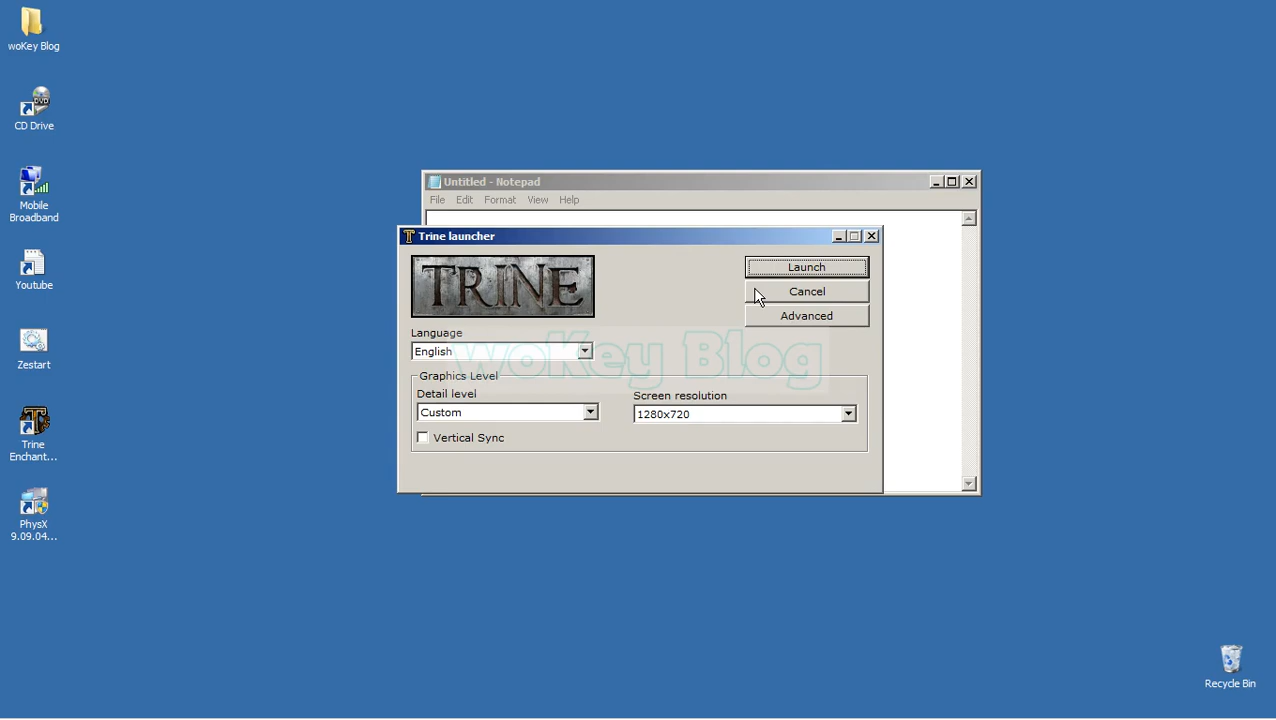 woKey Blog
CD Drive
Mobile
Broadband
Youtube
Zestart
Trine
Enchant...
PhysX
9.09.04...
Untitled - Notepad
File Edit Format View Help
Trine launcher
TRINE
Launch
Cancel
Advanced
Language
English
woKey Blog
Graphics Level
Detail level
Custom
Screen resolution
1280x720
Vertical Sync
Recycle Bin